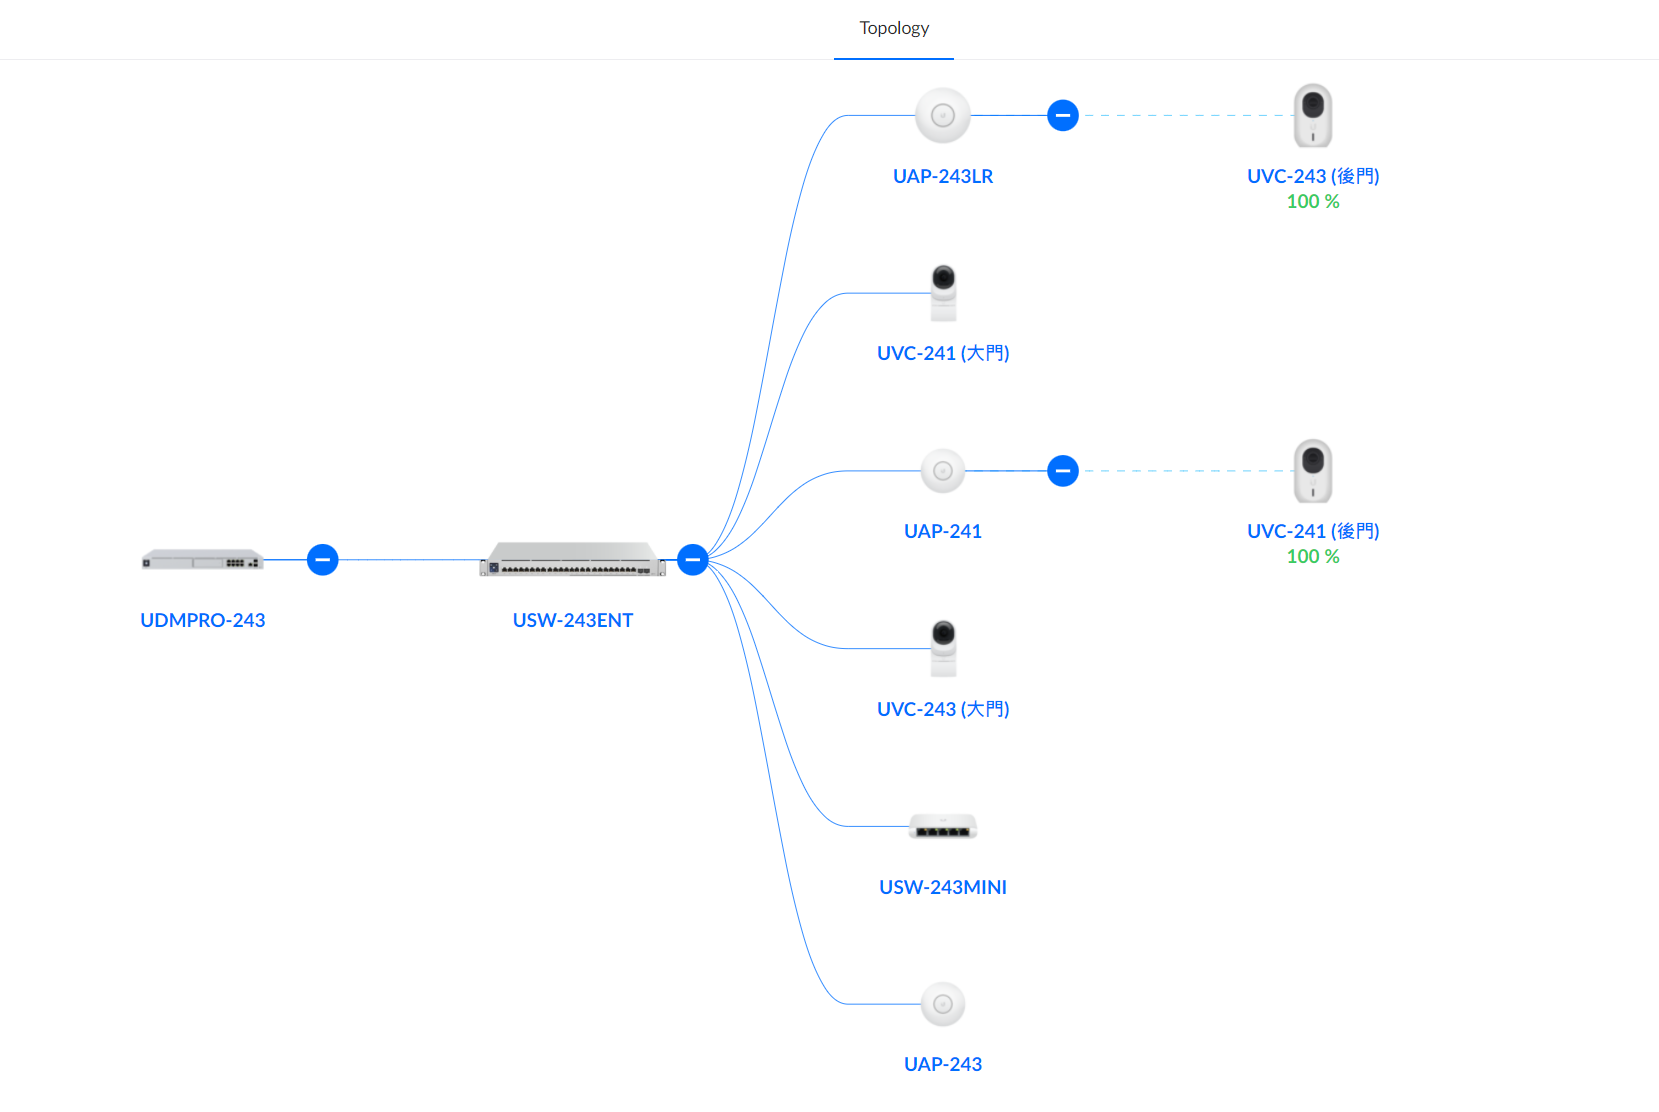 Topology
UAP-243LR
UVC-243 (後門)
100 %
UVC-241 (大門)
UAP-241
UVC-241 (後門)
100 %
UDMPRO-243
USW-243ENT
UVC-243 (大門)
USW-243MINI
UAP-243